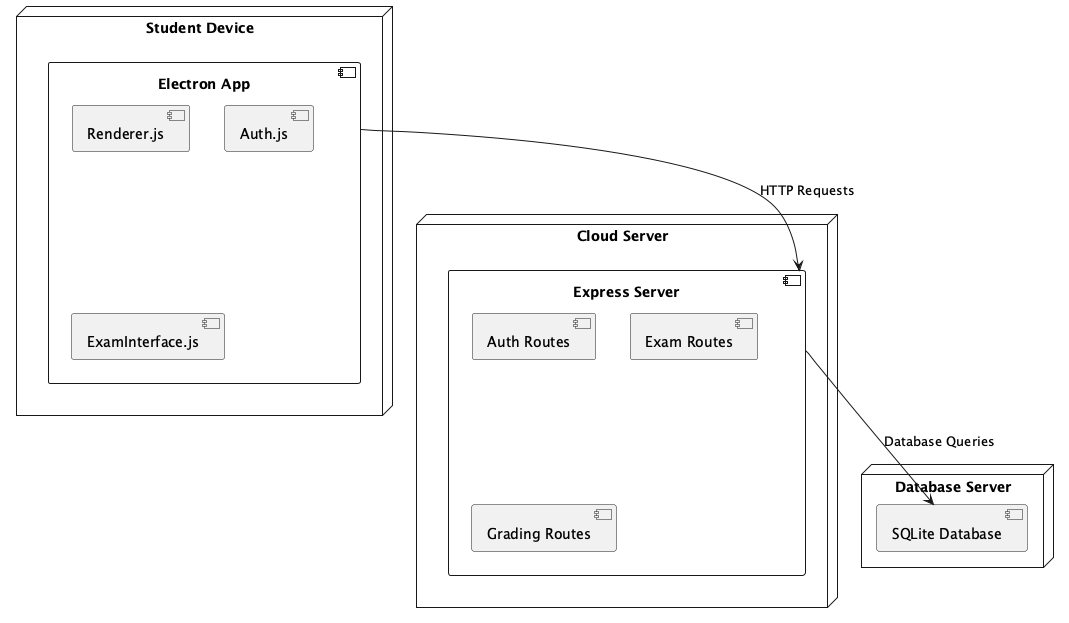 Student Device
Electron App
Renderer.js
Auth.js
ExamInterface.js
HTTP Requests
Cloud Server
Express Server
Auth Routes
Exam Routes
Grading Routes
Database Queries
Database Server
SQLite Database